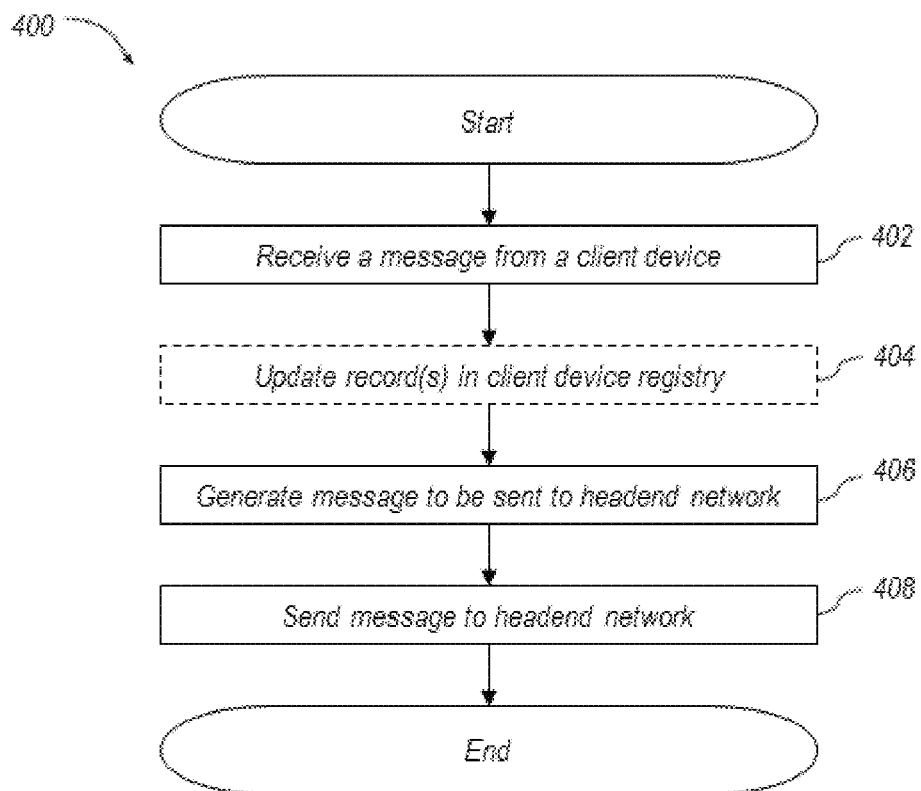 400
Start
Receive a message from a client device
402
Update record(s) in client device registry
404
Generate message to be sent to headend network
406
Send message to headend network
408
End